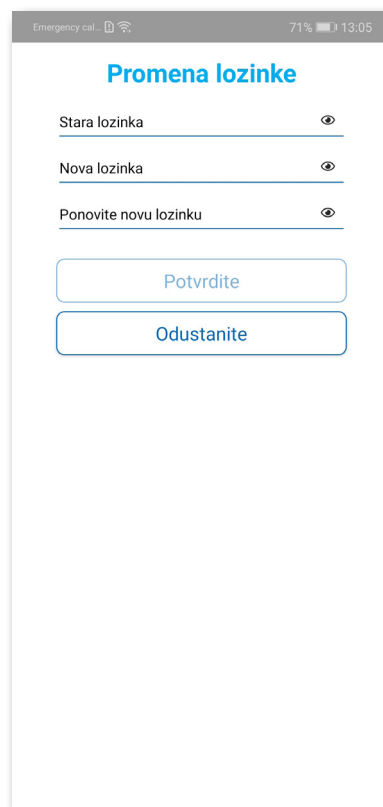 Emergency cal... 71% 13:05
Promena lozinke
Stara lozinka
Nova lozinka
Ponovite novu lozinku
Potvrdite
Odustanite